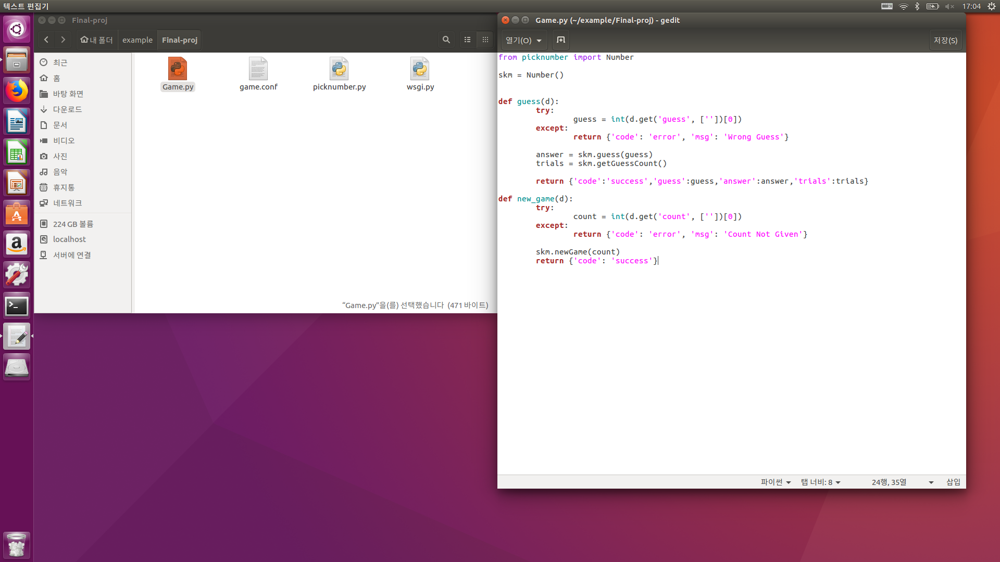 텍스트 편집기
17:04
Final-proj
내 폴더 example Final-proj
최근
홈
바탕 화면
다운로드
문서
비디오
사진
음악
휴지통
네트워크
224 GB 볼륨
localhost
서버에 연결
Game.py game.conf picknumber.py wsgi.py
“Game.py”을(를) 선택했습니다 (471 바이트)
Game.py (~/example/Final-proj) - gedit
열기(O) 저장(S)
from picknumber import Number
skm = Number()
def guess(d):
try:
guess = int(d.get('guess', [''])[0])
except:
return {'code': 'error', 'msg': 'Wrong Guess'}
answer = skm.guess(guess)
trials = skm.getGuessCount()
return {'code':'success','guess':guess,'answer':answer,'trials':trials}
def new_game(d):
try:
count = int(d.get('count', [''])[0])
except:
return {'code': 'error', 'msg': 'Count Not Given'}
skm.newGame(count)
return {'code': 'success'}
파이썬 탭 너비: 8 24행, 35열 삽입